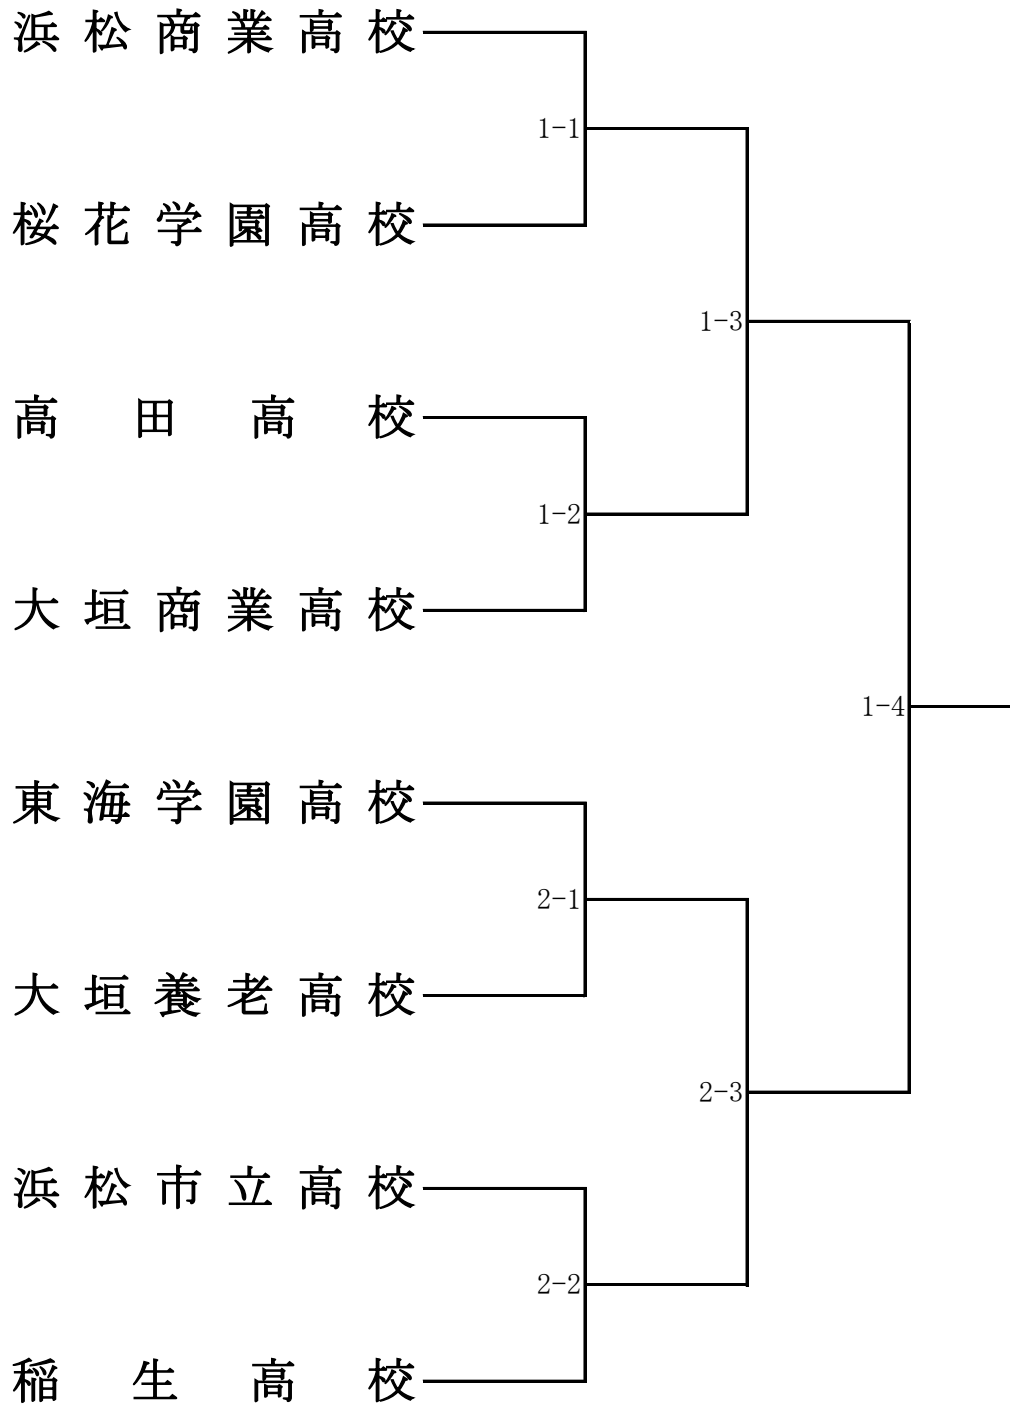 浜松商業高校
1-1
桜花学園高校
1-3
高田高校
1-2
大垣商業高校
1-4
東海学園高校
2-1
大垣養老高校
2-3
浜松市立高校
2-2
稲生高校